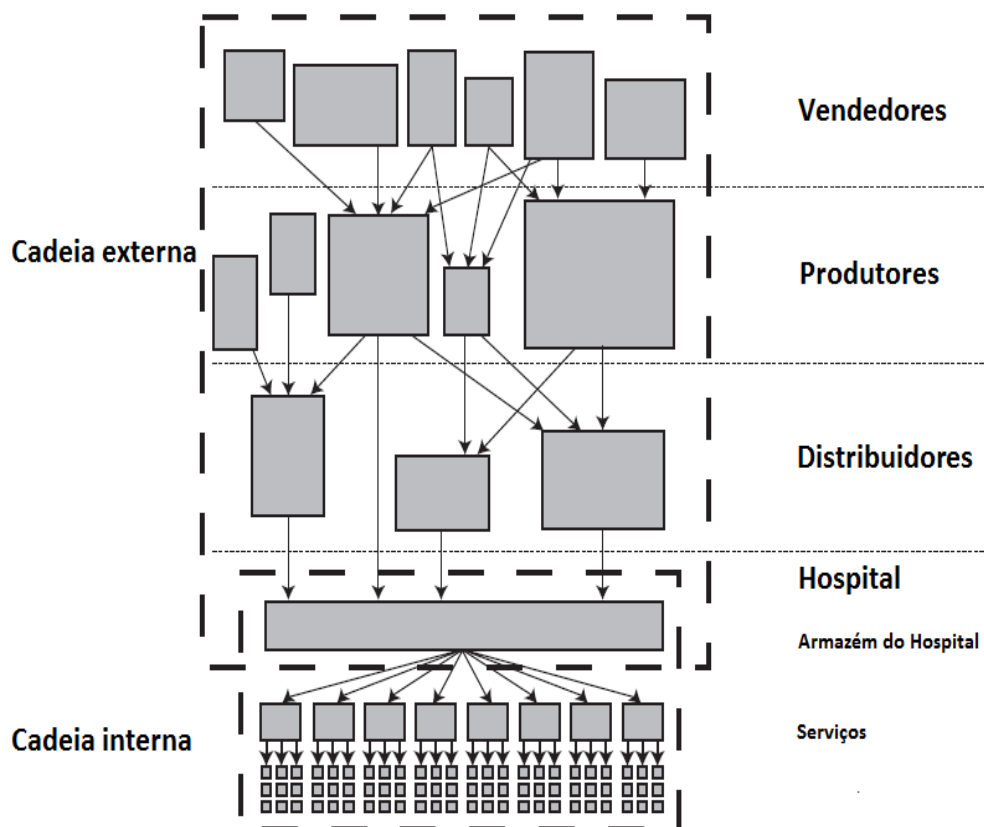 Vendedores
Cadeia externa
Produtores
Distribuidores
Hospital
Armazém do Hospital
Serviços
Cadeia interna